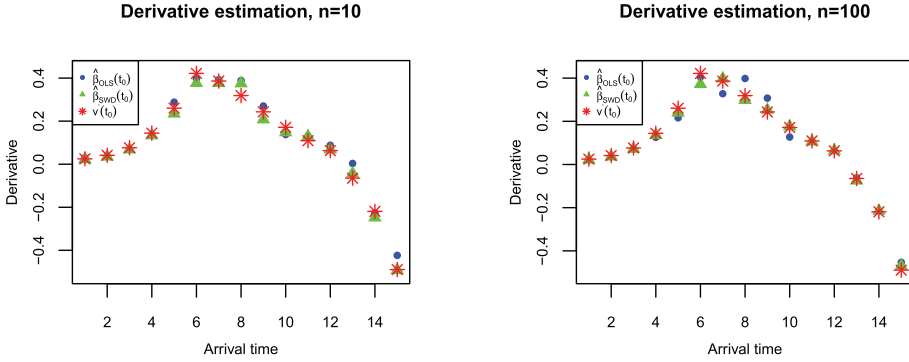 Derivative estimation, n=10
β̂OLS(t0)
β̂SWD(t0)
v(t0)
Derivative
0.4
0.2
0.0
−0.2
−0.4
2 4 6 8 10 12 14
Arrival time
Derivative estimation, n=100
β̂OLS(t0)
β̂SWD(t0)
v(t0)
Derivative
0.4
0.2
0.0
−0.2
−0.4
2 4 6 8 10 12 14
Arrival time